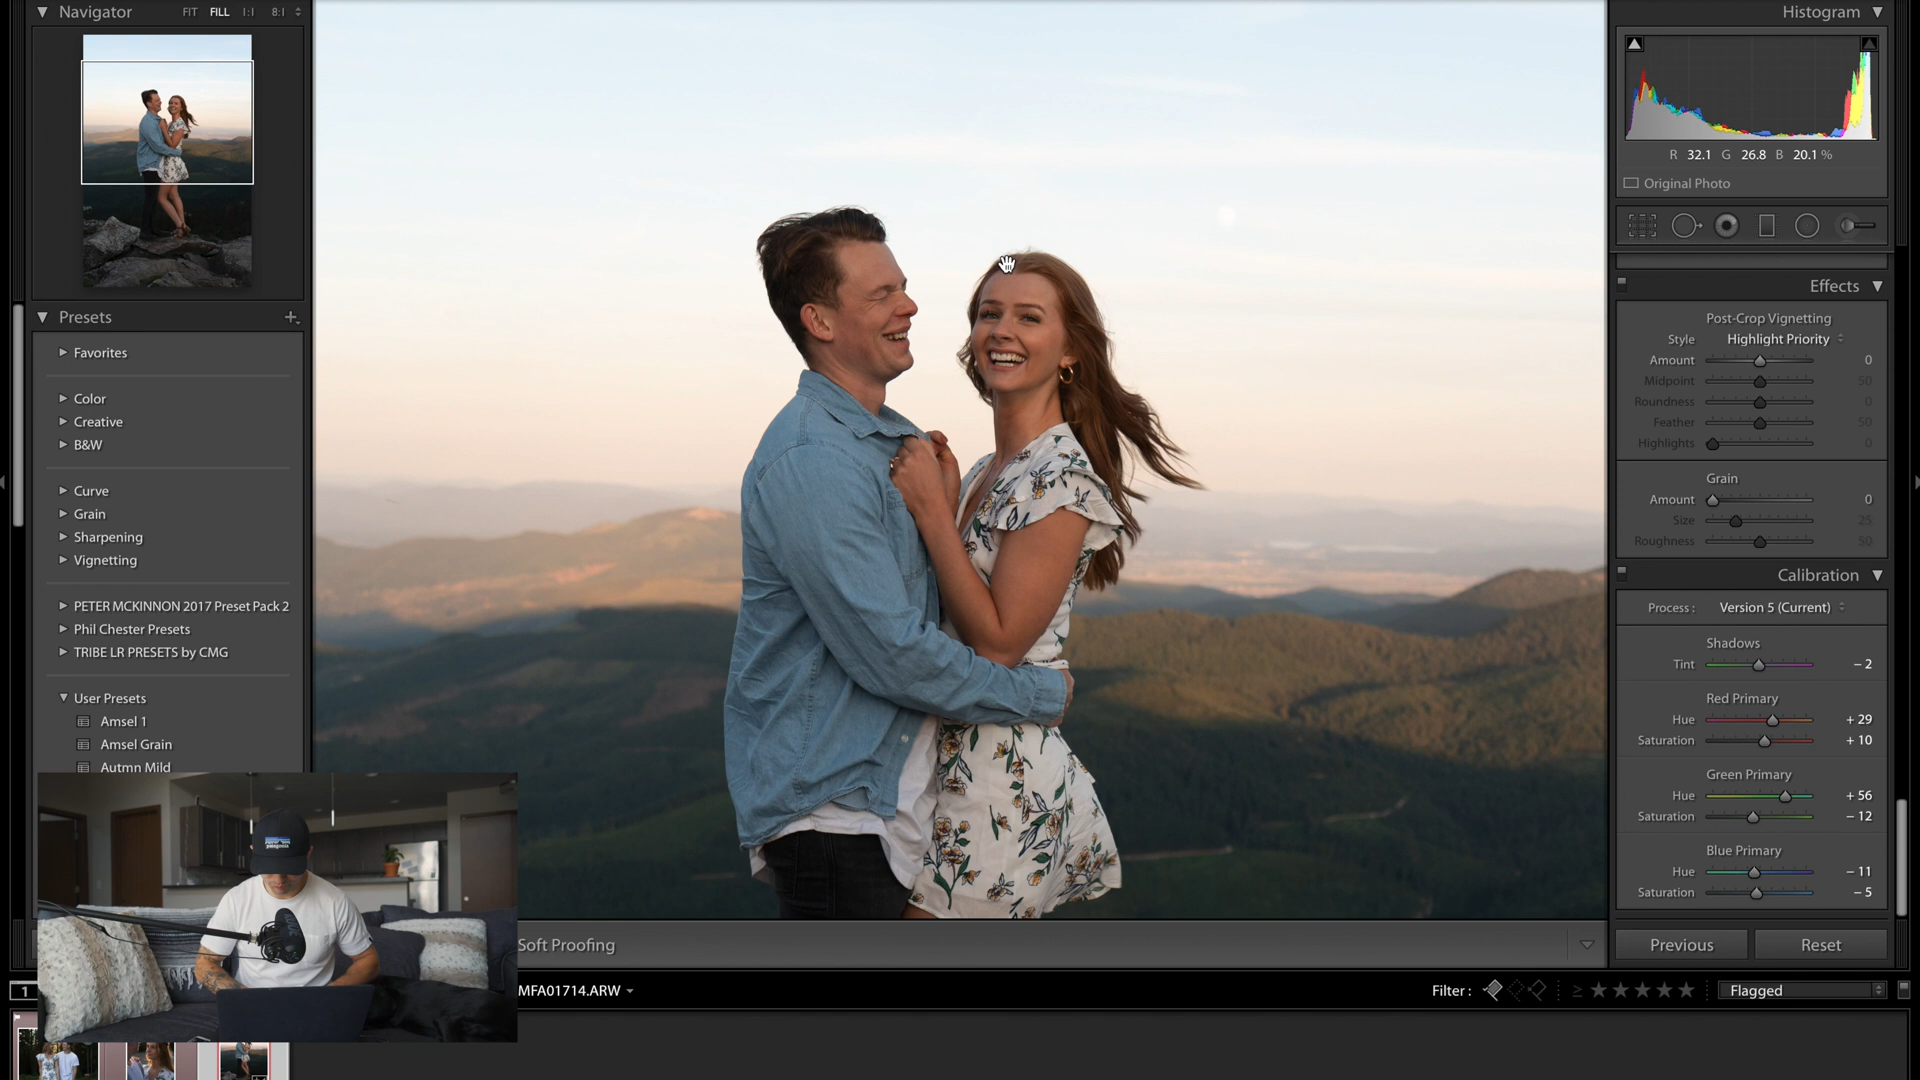 Navigator FIT FILL 1:1 8:1
Presets
Favorites
Color
Creative
B&W
Curve
Grain
Sharpening
Vignetting
PETER MCKINNON 2017 Preset Pack 2
Phil Chester Presets
TRIBE LR PRESETS by CMG
User Presets
Amsel 1
Amsel Grain
Autmn Mild
patagonia
Soft Proofing
1
MFA01714.ARW
Filter :
≥
Flagged
Histogram
R 32.1 G 26.8 B 20.1 %
Original Photo
Effects
Post-Crop Vignetting
Style Highlight Priority
Amount 0
Midpoint 50
Roundness 0
Feather 50
Highlights 0
Grain
Amount 0
Size 25
Roughness 50
Calibration
Process : Version 5 (Current)
Shadows
Tint – 2
Red Primary
Hue + 29
Saturation + 10
Green Primary
Hue + 56
Saturation – 12
Blue Primary
Hue – 11
Saturation – 5
Previous Reset